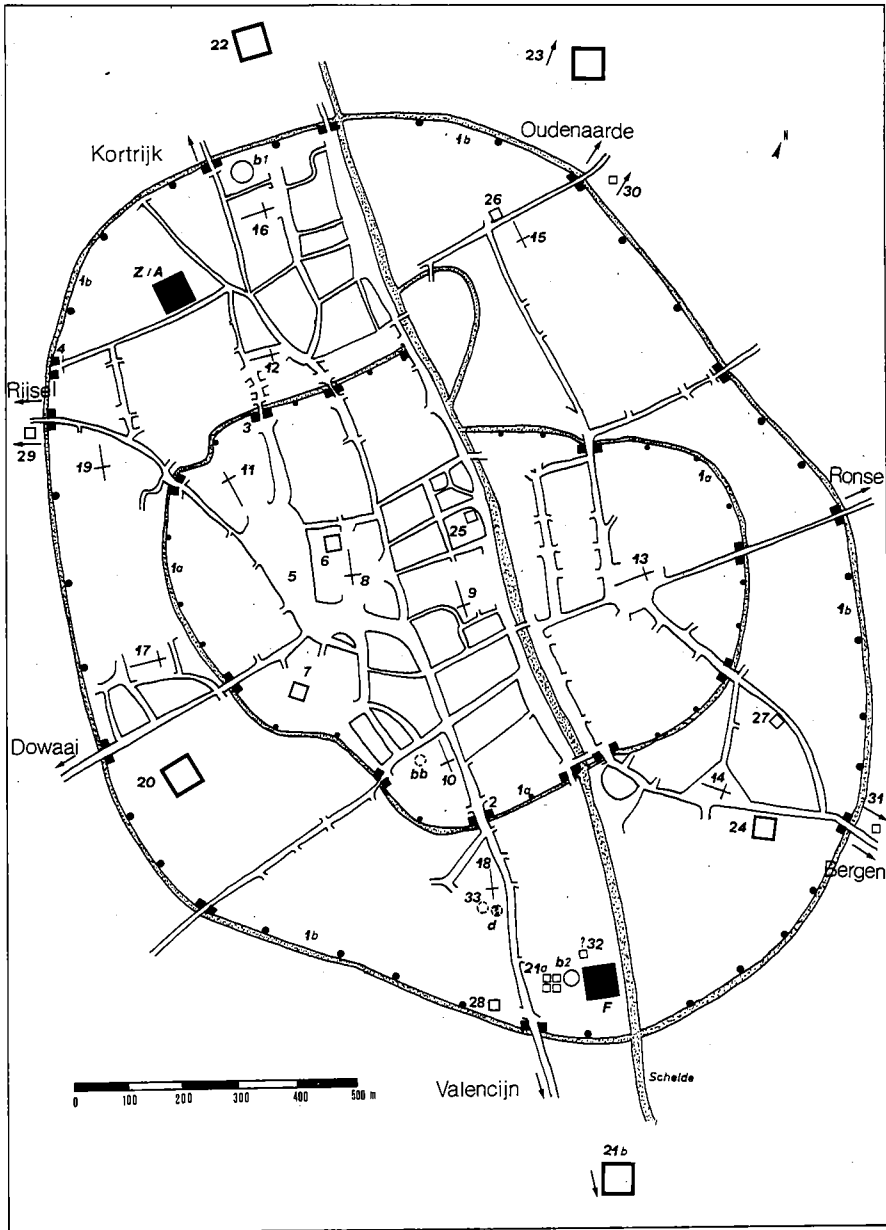 22
23
Oudenaarde
1b
Kortrijk
b1
N
30
26
16
15
Z/A
1b
4
12
Rijsel
3
29
19
11
1a
Ronse
25
6
5
8
13
1a
9
1b
17
7
Dowaai
27
bb
10
20
14
2
1a
31
24
18
Bergen
33
d
1b
? 32
21a
b2
28
F
Valencijn
Schelde
0 100 200 300 400 500 m
21b